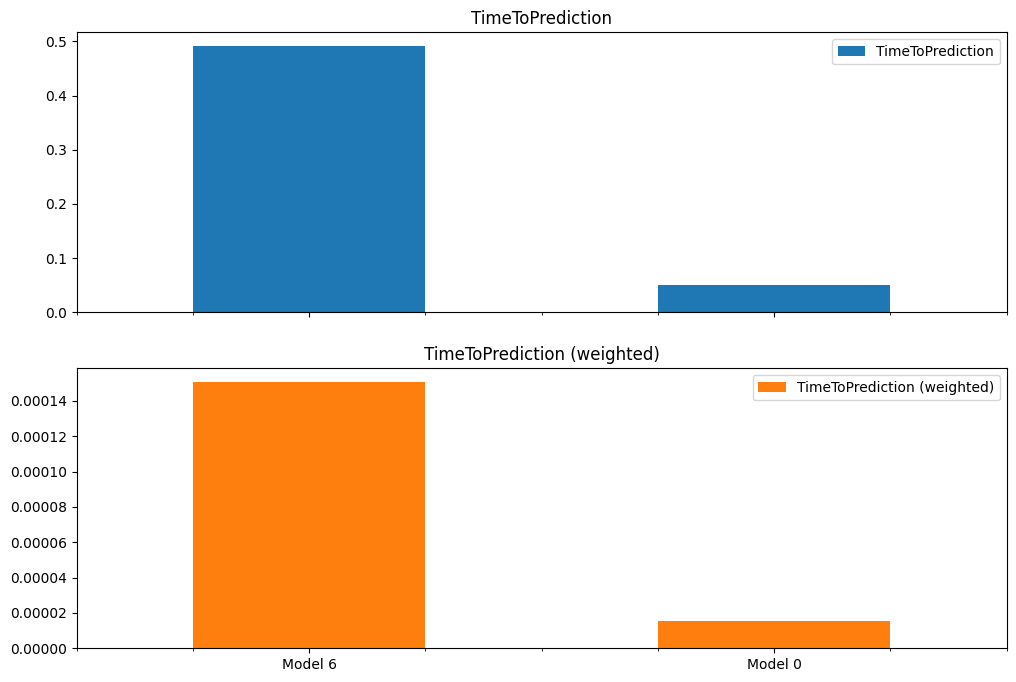 TimeToPrediction
TimeToPrediction
0.5
0.4
0.3
0.2
0.1
0.0
TimeToPrediction (weighted)
TimeToPrediction (weighted)
0.00014
0.00012
0.00010
0.00008
0.00006
0.00004
0.00002
0.00000
Model 6
Model 0